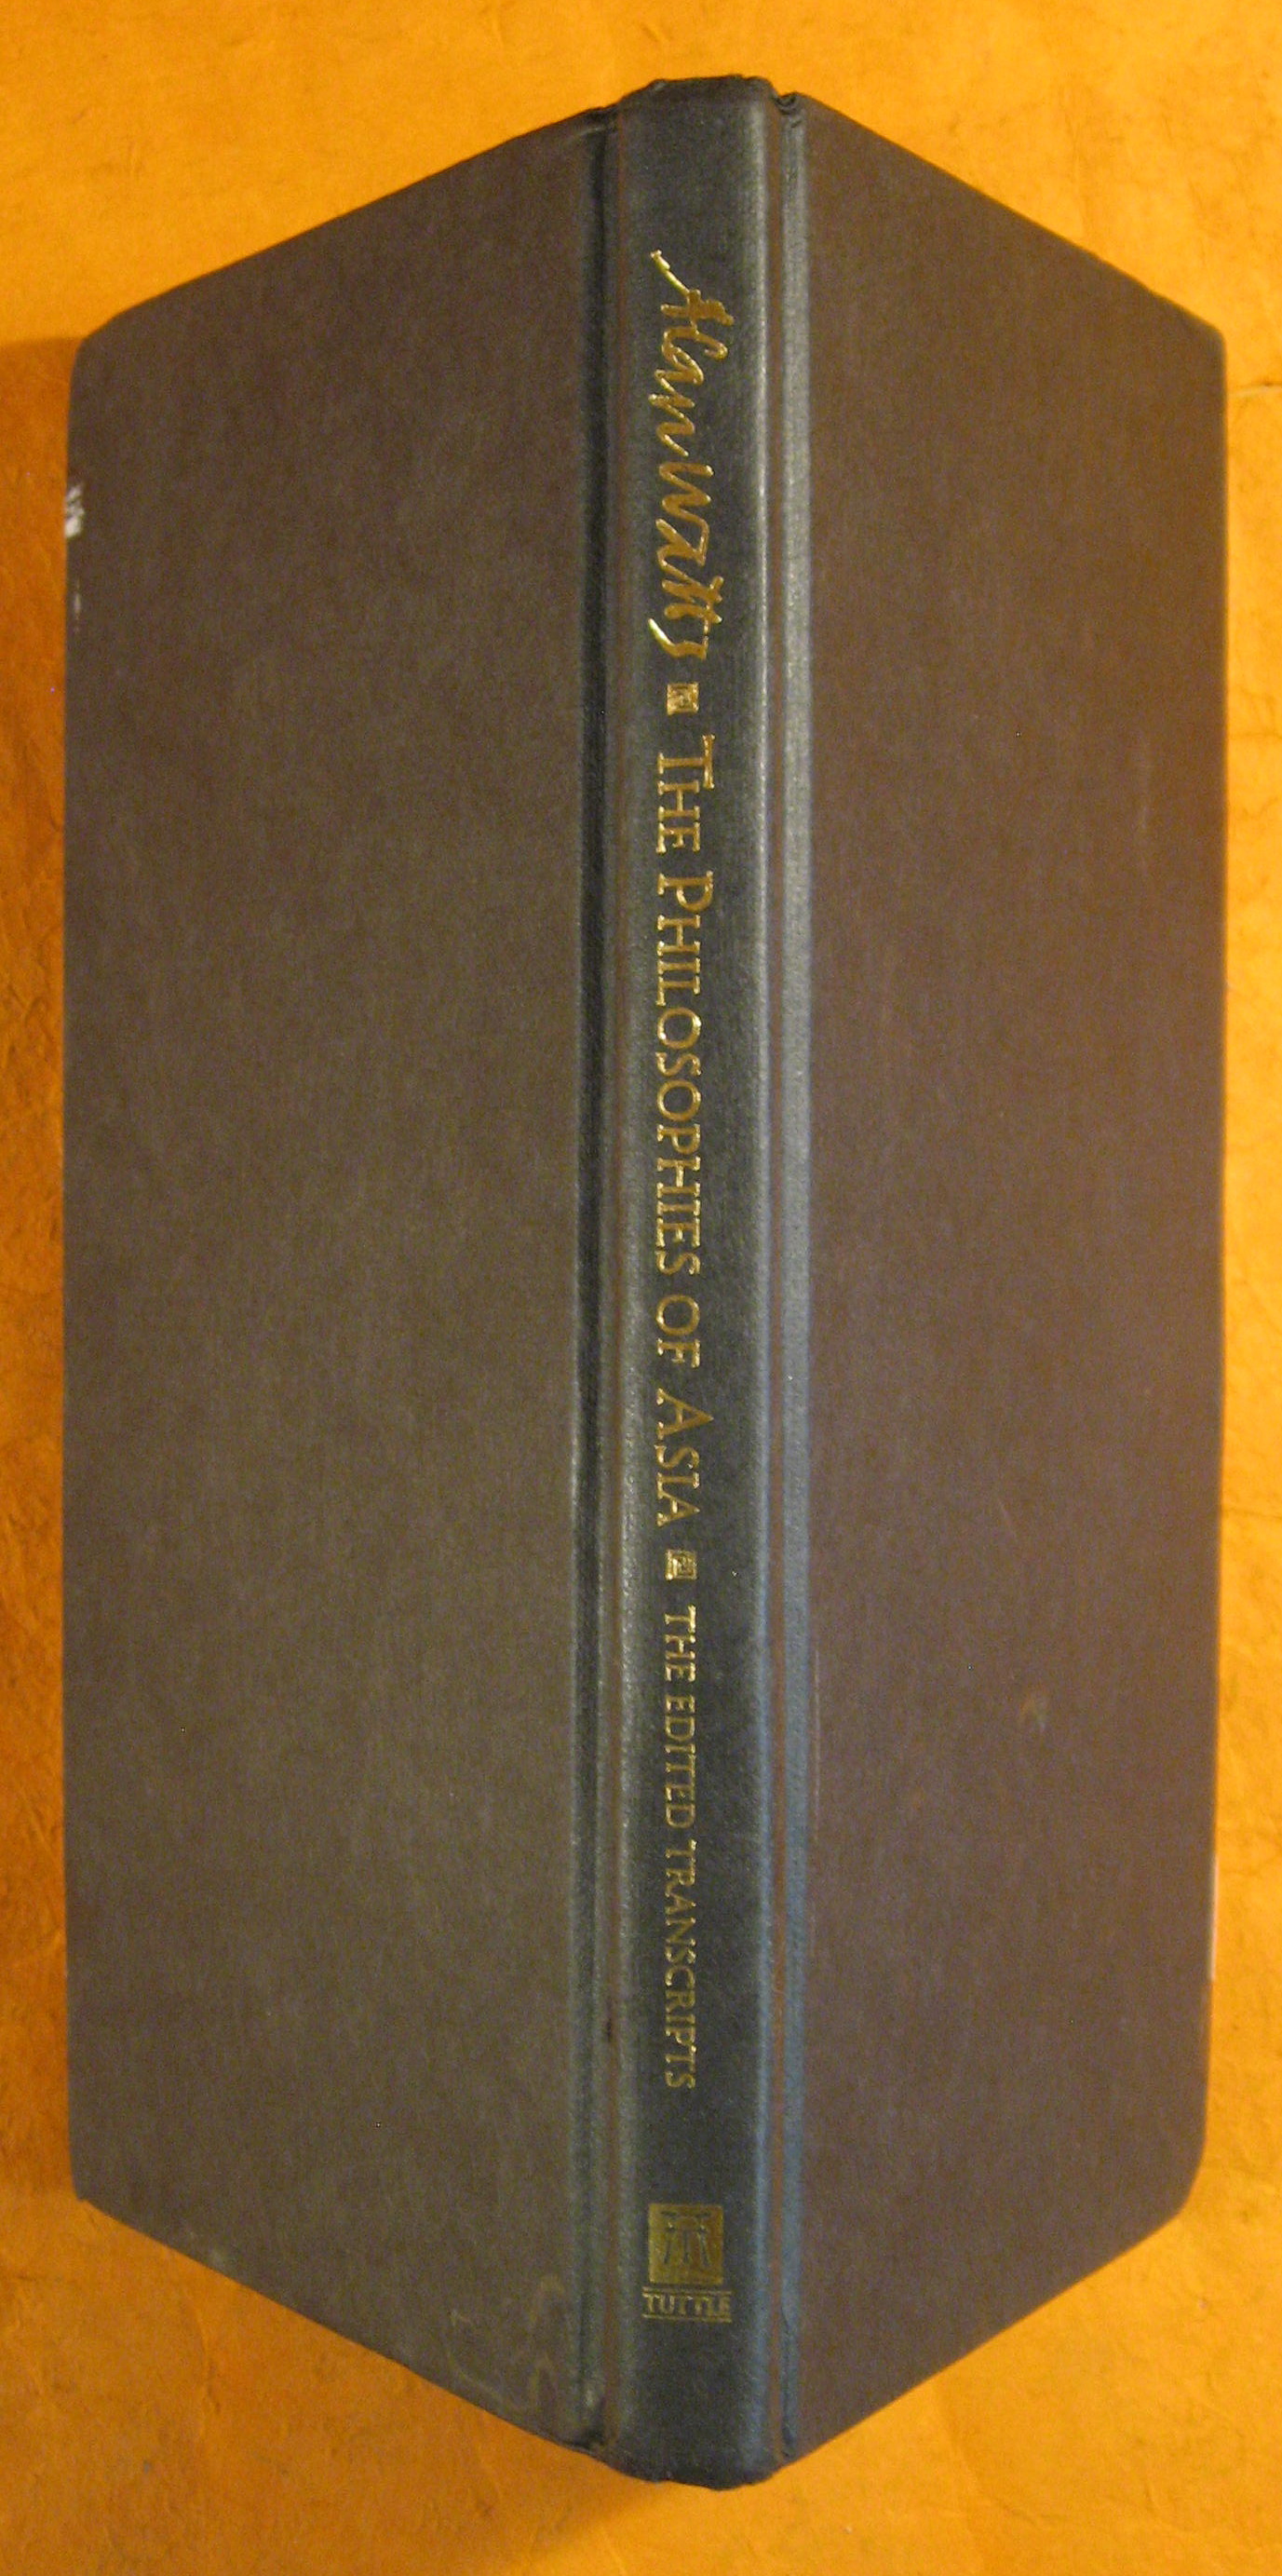 Alan Watts ▪ THE PHILOSOPHIES OF ASIA ▪ THE EDITED TRANSCRIPTS
TUTTLE